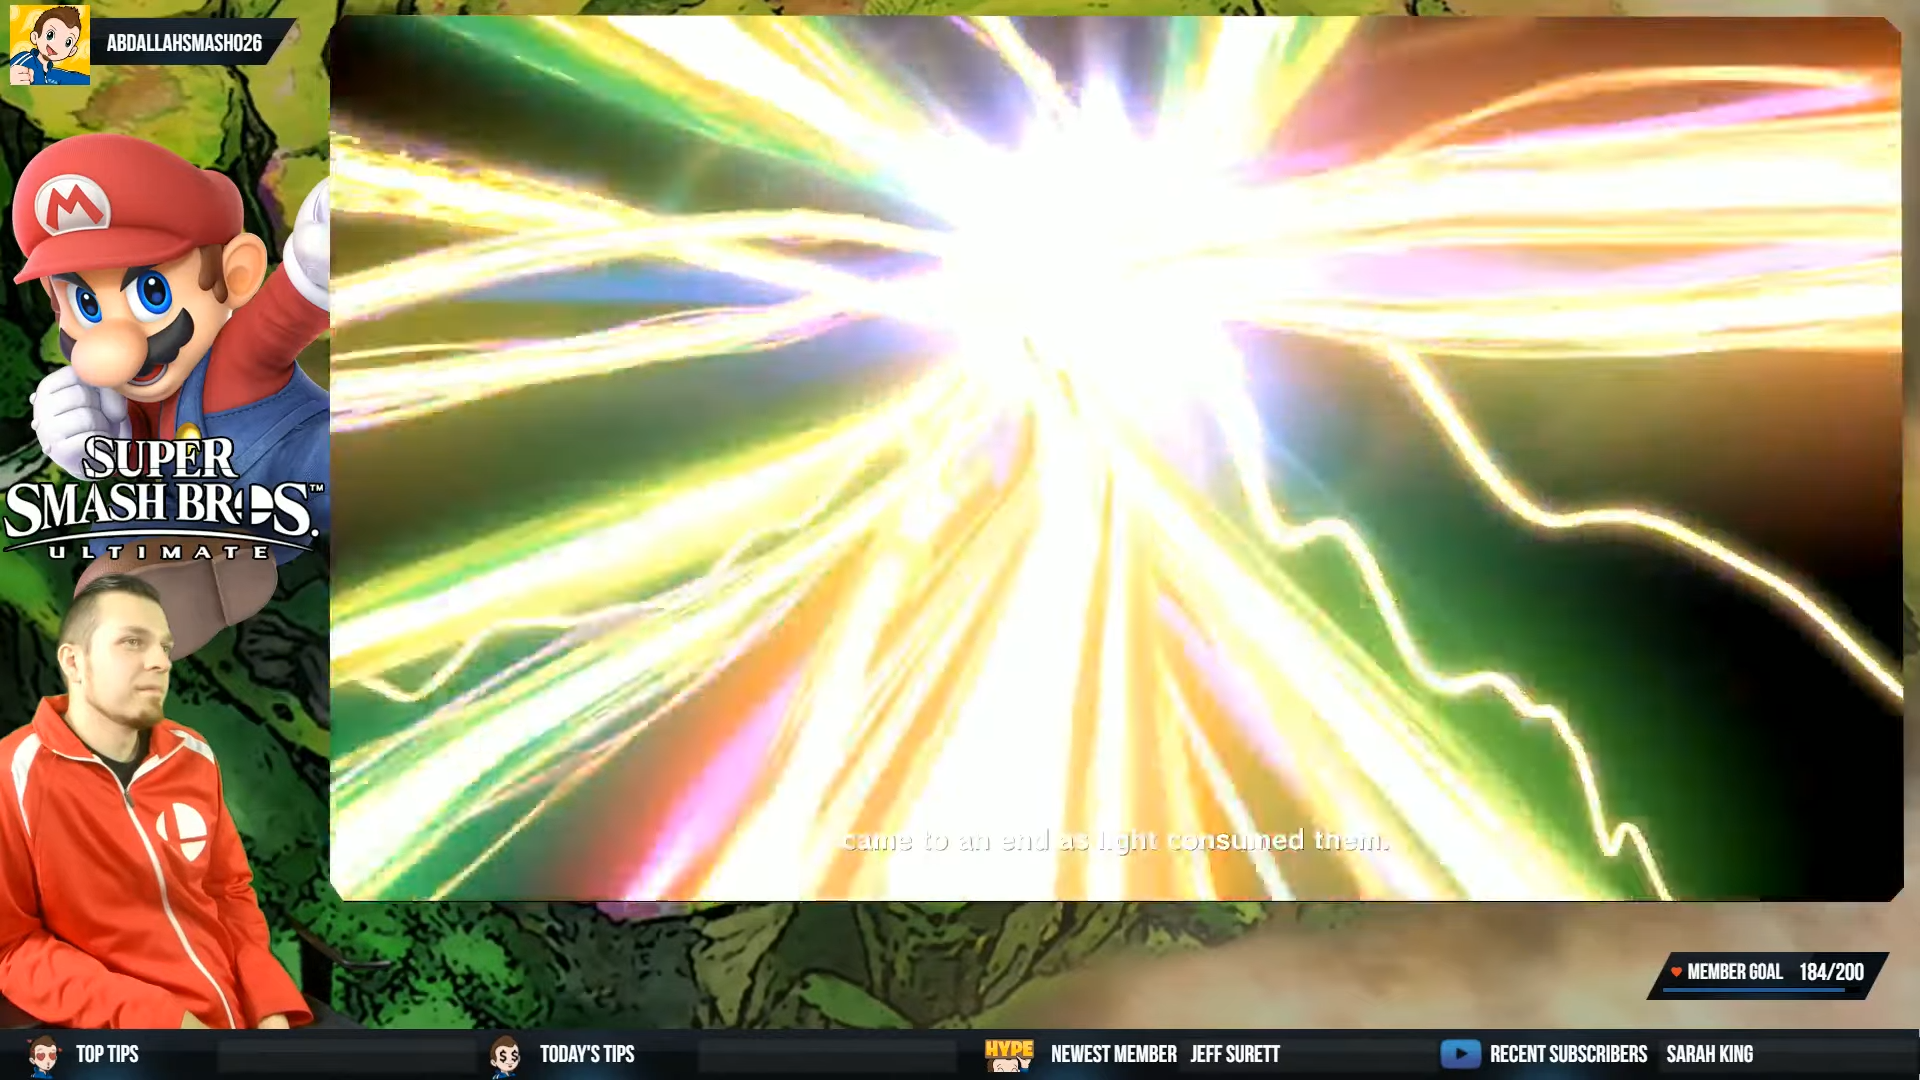 ABDALLAHSMASH026
M
SUPER
SMASH BROS.™
ULTIMATE
came to an end as light consumed them.
MEMBER GOAL 184/200
TOP TIPS
TODAY'S TIPS
HYPE
NEWEST MEMBER JEFF SURETT
RECENT SUBSCRIBERS SARAH KING